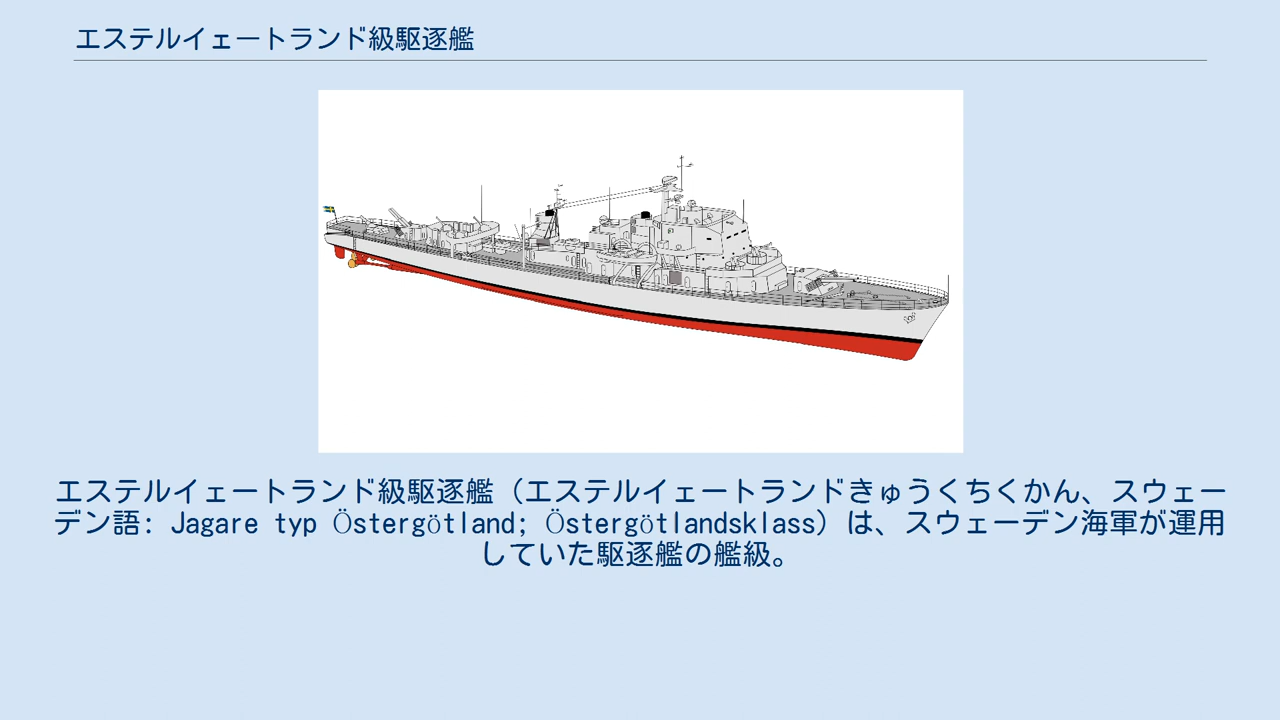 エステルイェートランド級駆逐艦
エステルイェートランド級駆逐艦（エステルイェートランドきゅうくちくかん、スウェー
デン語: Jagare typ Östergötland; Östergötlandsklass）は、スウェーデン海軍が運用
していた駆逐艦の艦級。